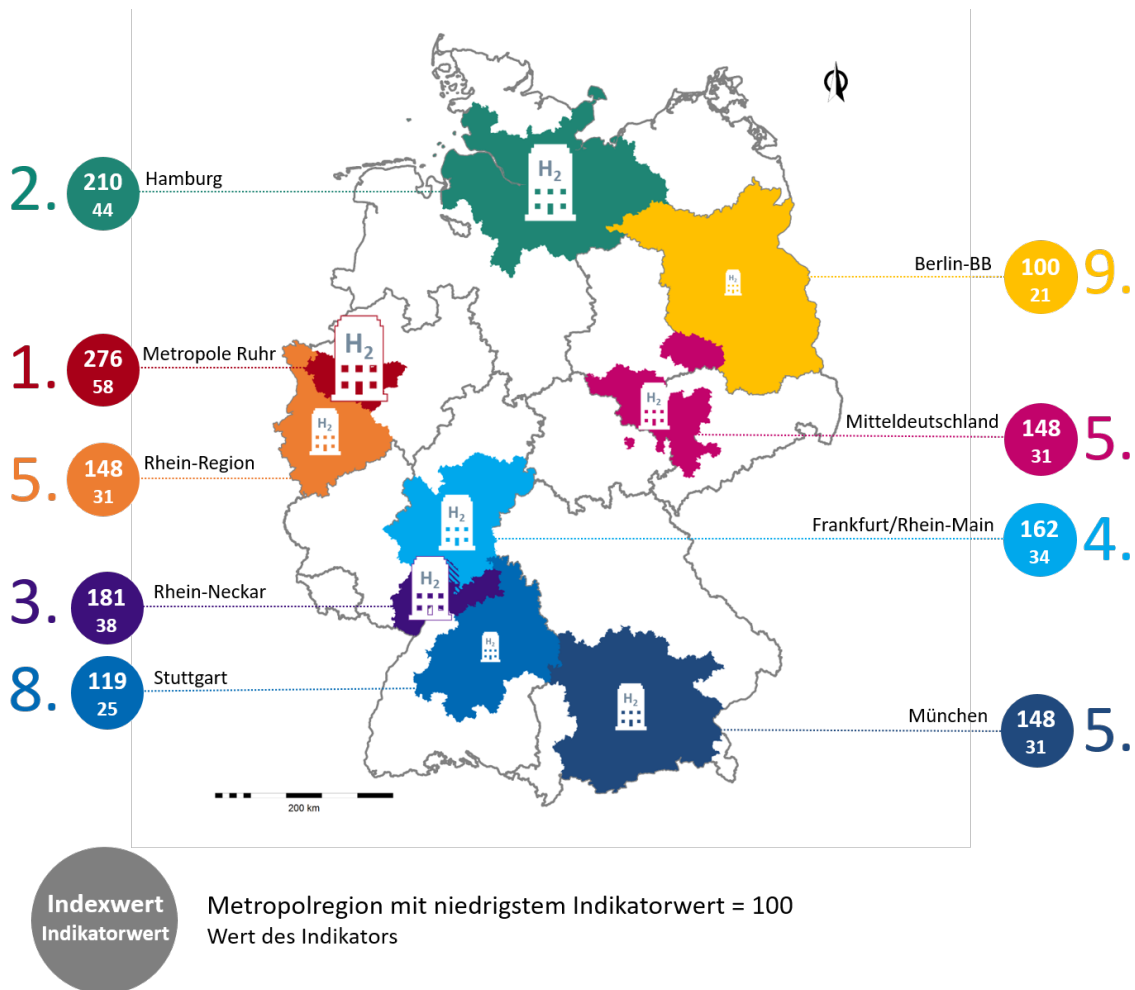 2.
210
44
Hamburg
H₂
Berlin-BB
100
21
9.
H₂
1.
276
58
Metropole Ruhr
H₂
Mitteldeutschland
148
31
5.
H₂
5.
148
31
Rhein-Region
H₂
Frankfurt/Rhein-Main
162
34
4.
H₂
3.
181
38
Rhein-Neckar
H₂
8.
119
25
Stuttgart
H₂
München
148
31
5.
H₂
200 km
Indexwert
Indikatorwert
Metropolregion mit niedrigstem Indikatorwert = 100
Wert des Indikators